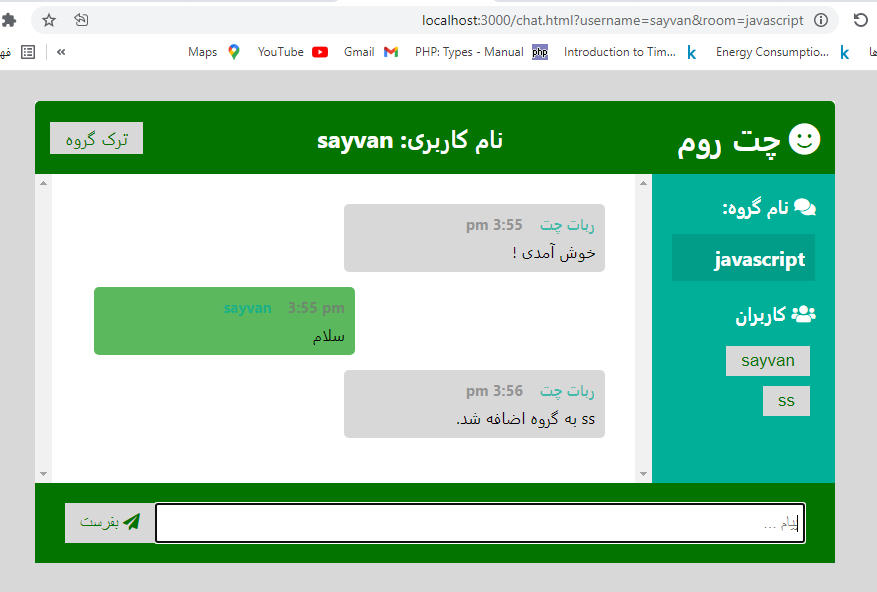 localhost:3000/chat.html?username=sayvan&room=javascript
Maps YouTube Gmail PHP: Types - Manual php Introduction to Tim... k Energy Consumption... k
چت روم
نام کاربری: sayvan
ترک گروه
نام گروه:
javascript
کاربران
sayvan
ss
ربات چت 3:55 pm
خوش آمدی !
sayvan 3:55 pm
سلام
ربات چت 3:56 pm
ss به گروه اضافه شد.
پیام ...
بفرست